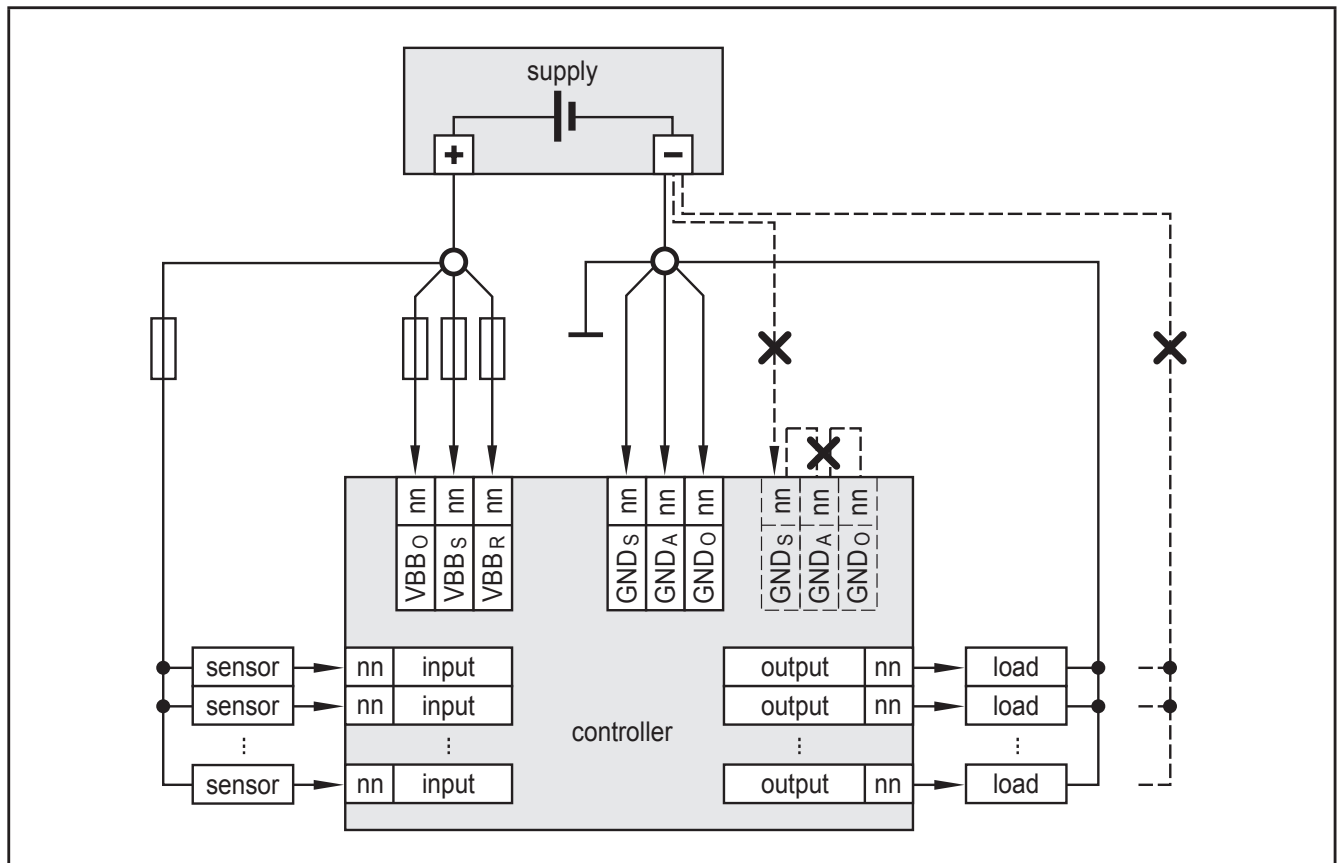 supply
+ −
nn nn nn nn nn nn nn nn nn
VBBO VBBS VBBR GNDS GNDA GNDO GNDS GNDA GNDO
sensor nn input output nn load
sensor nn input output nn load
controller
sensor nn input output nn load